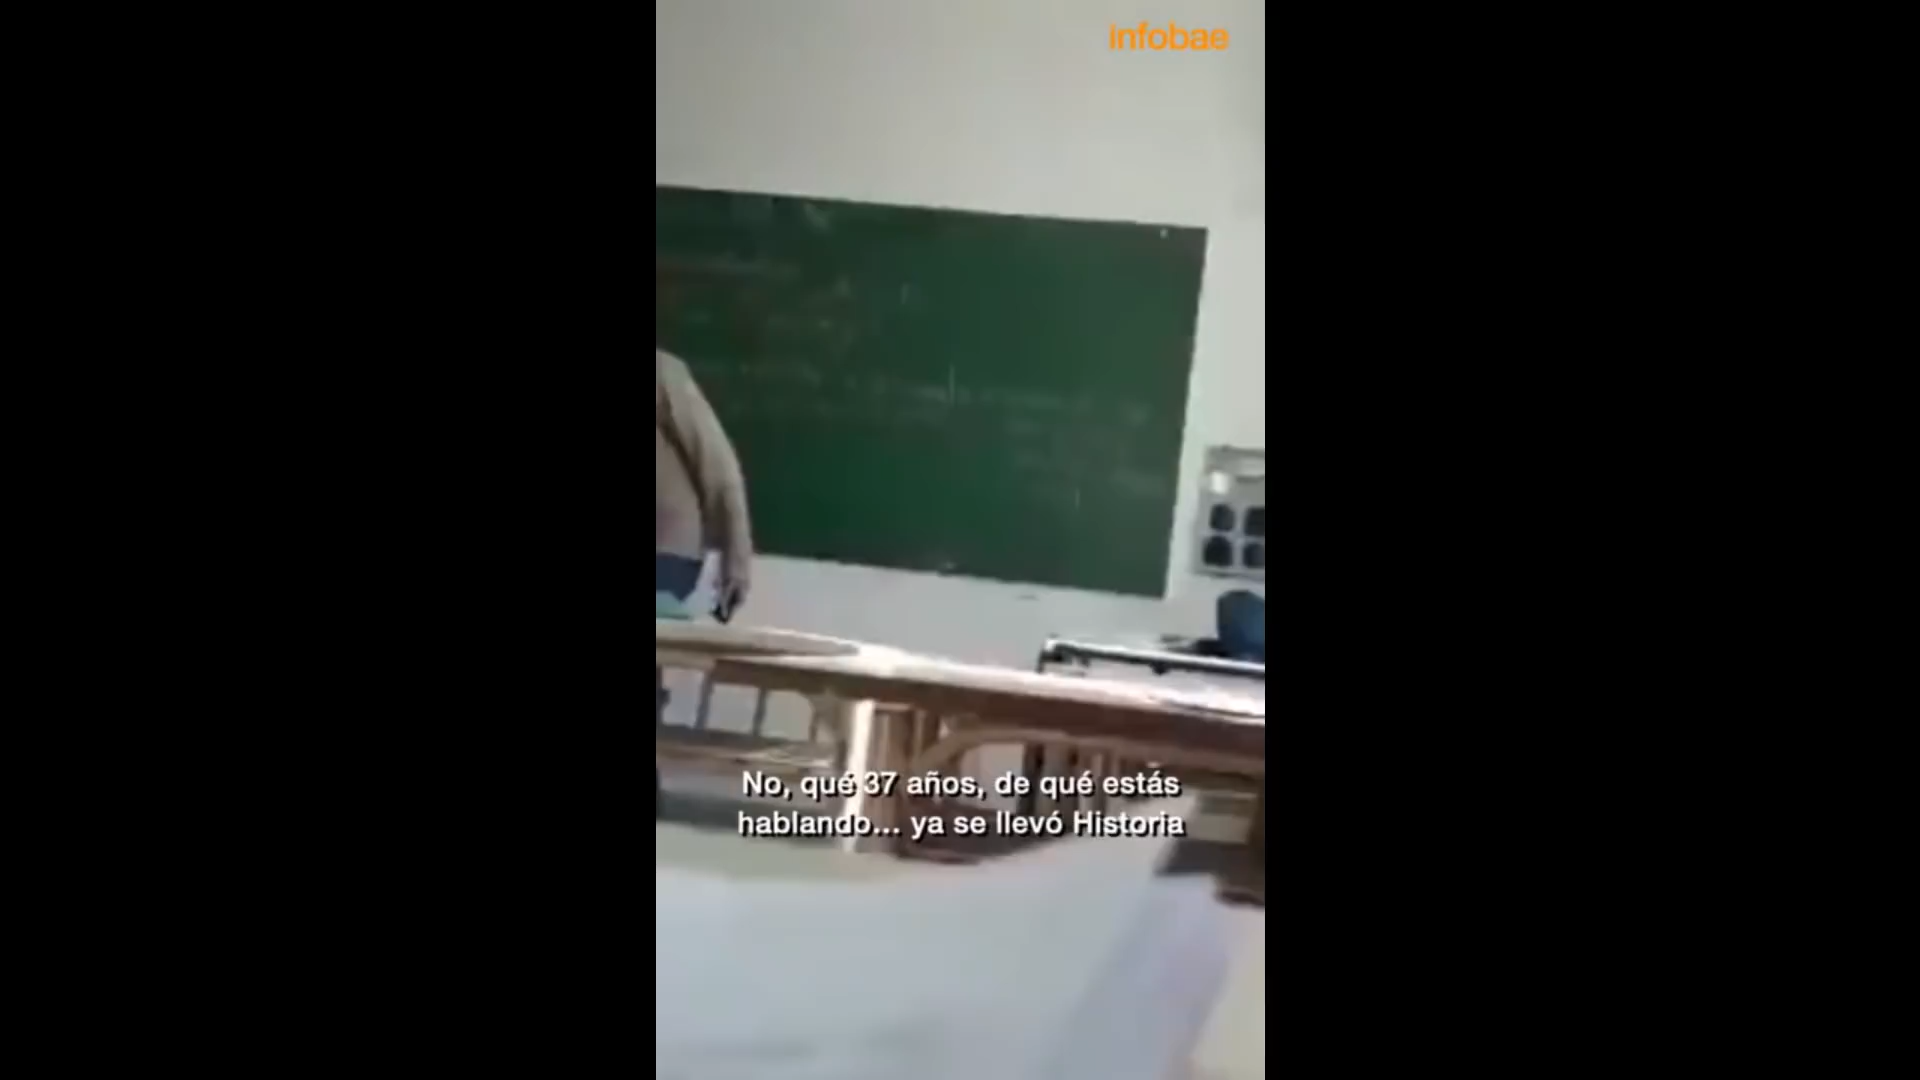 infobae
No, qué 37 años, de qué estás
hablando... ya se llevó Historia